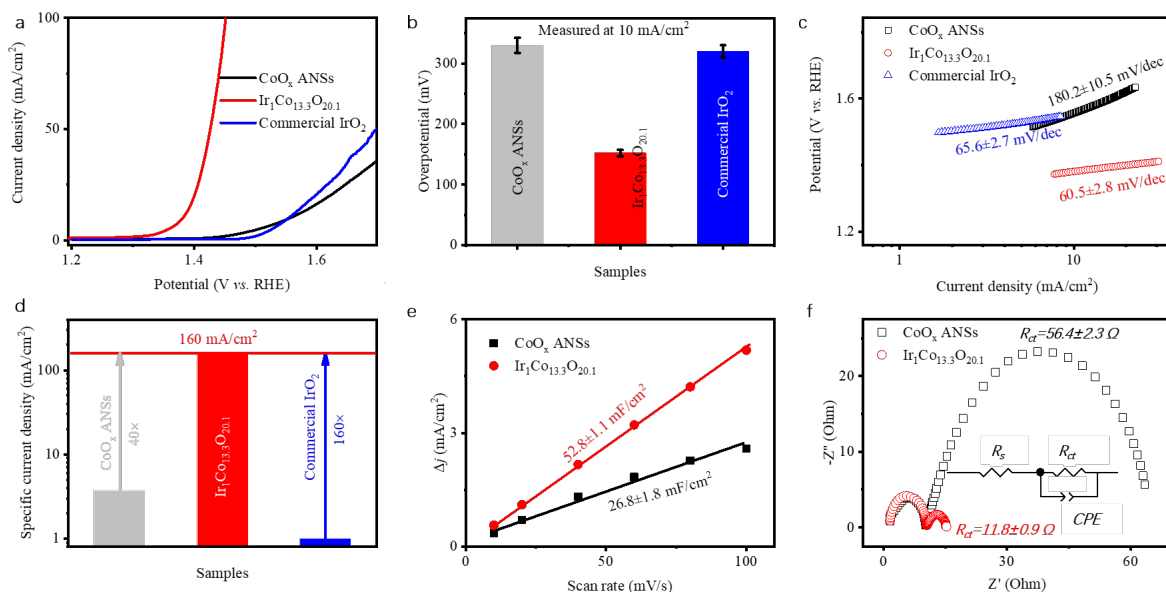 a
Current density (mA/cm²)
100
50
0
CoOₓ ANSs
Ir₁Co₁₃.₃O₂₀.₁
Commercial IrO₂
1.2
1.4
1.6
Potential (V vs. RHE)
b
Overpotential (mV)
Measured at 10 mA/cm²
300
200
100
0
CoOₓ ANSs
Ir₁Co₁₃.₃O₂₀.₁
Commercial IrO₂
Samples
c
Potential (V vs. RHE)
CoOₓ ANSs
Ir₁Co₁₃.₃O₂₀.₁
Commercial IrO₂
1.6
1.2
180.2±10.5 mV/dec
65.6±2.7 mV/dec
60.5±2.8 mV/dec
1
10
Current density (mA/cm²)
d
Specific current density (mA/cm²)
160 mA/cm²
100
10
1
CoOₓ ANSs
40×
Ir₁Co₁₃.₃O₂₀.₁
Commercial IrO₂
160×
Samples
e
Δj (mA/cm²)
6
3
0
CoOₓ ANSs
Ir₁Co₁₃.₃O₂₀.₁
52.8±1.1 mF/cm²
26.8±1.8 mF/cm²
0
50
100
Scan rate (mV/s)
f
-Z'' (Ohm)
CoOₓ ANSs
Ir₁Co₁₃.₃O₂₀.₁
Rct=56.4±2.3 Ω
20
10
0
Rs
Rct
CPE
Rct=11.8±0.9 Ω
0
30
60
Z' (Ohm)